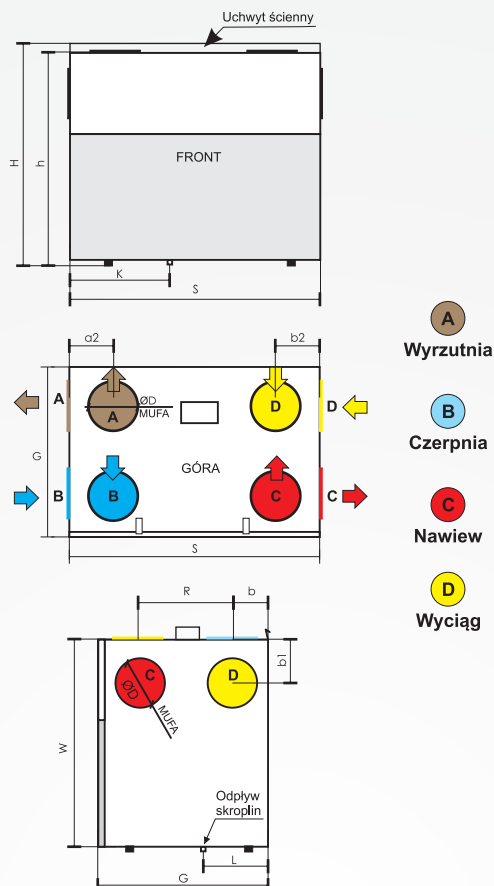 Uchwyt ścienny
FRONT
H
h
K
S
a2
b2
A
ØD
MUFA
A
D
D
G
GÓRA
B
B
C
C
S
A
Wyrzutnia
B
Czerpnia
C
Nawiew
D
Wyciąg
R
b
b1
C
D
ØD
MUFA
W
Odpływ
skroplin
L
G